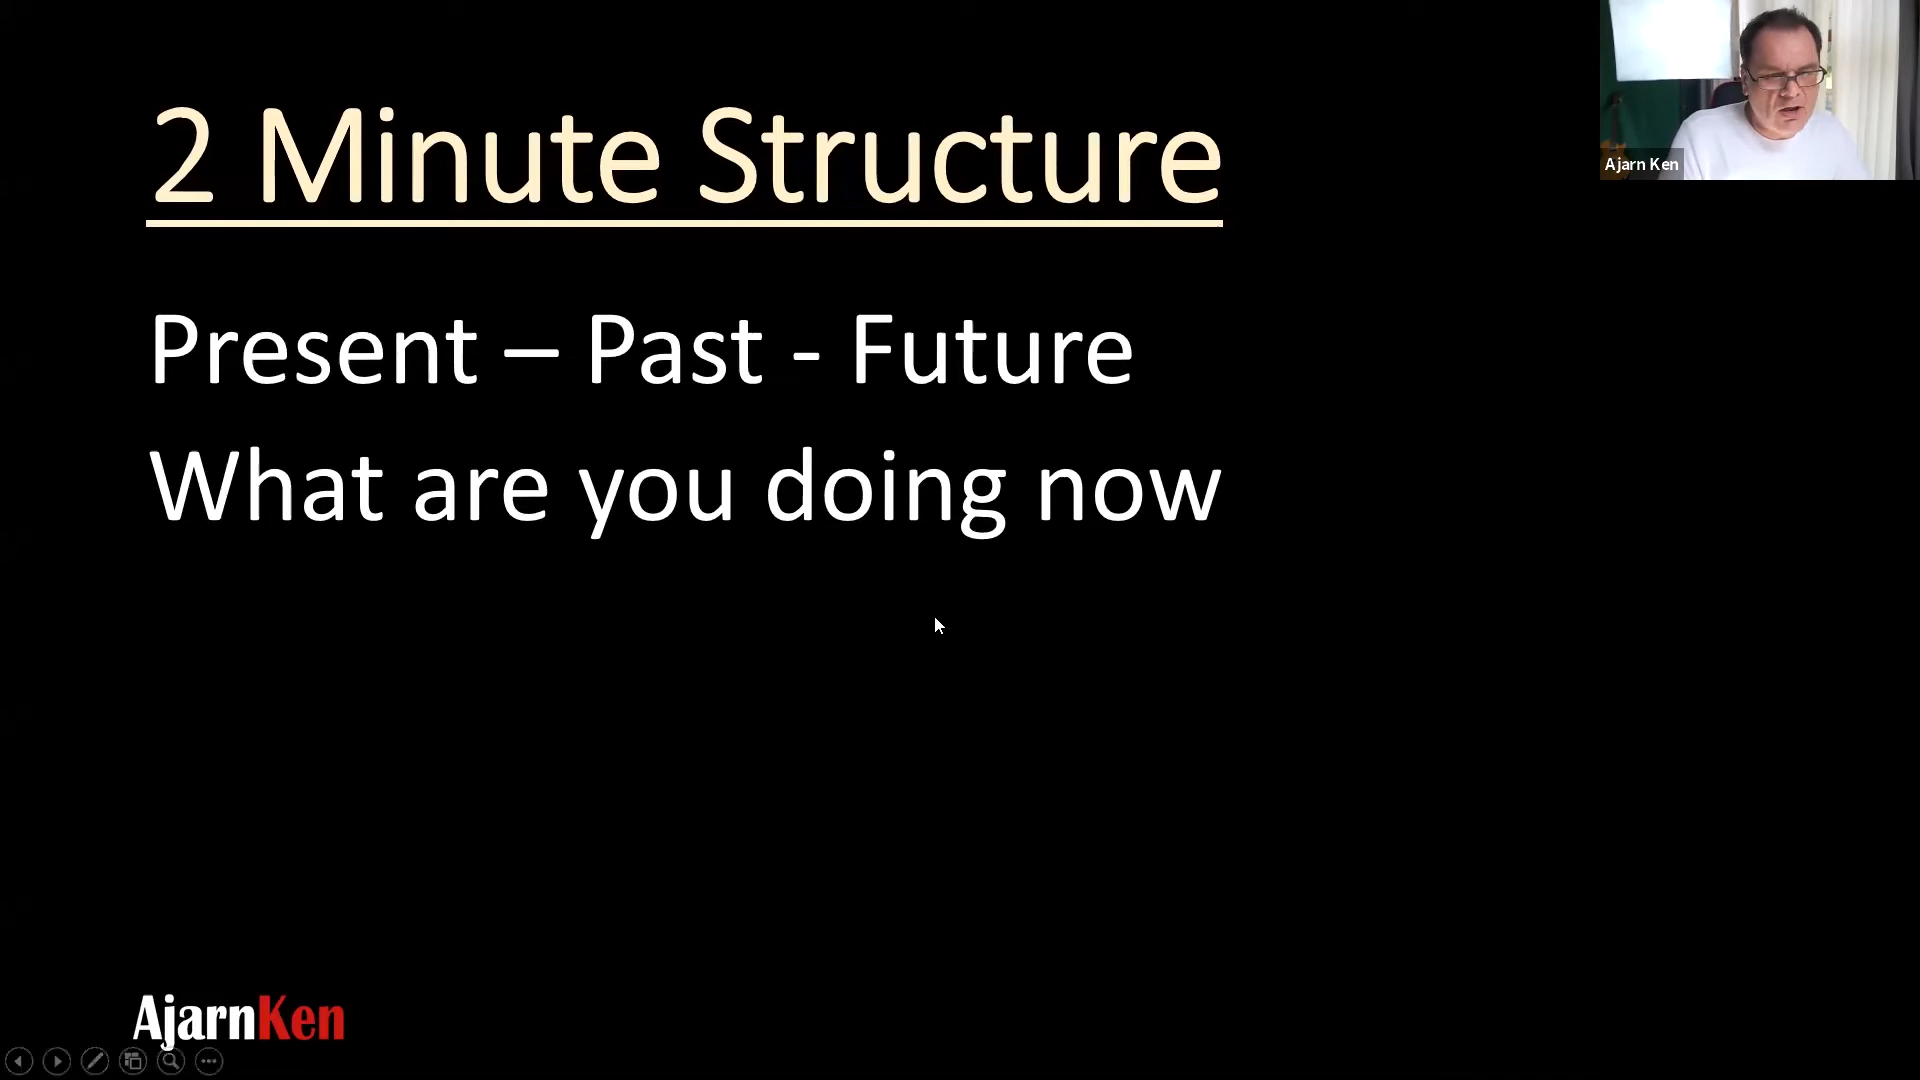 2 Minute Structure
Ajarn Ken
Present – Past - Future
What are you doing now
AjarnKen